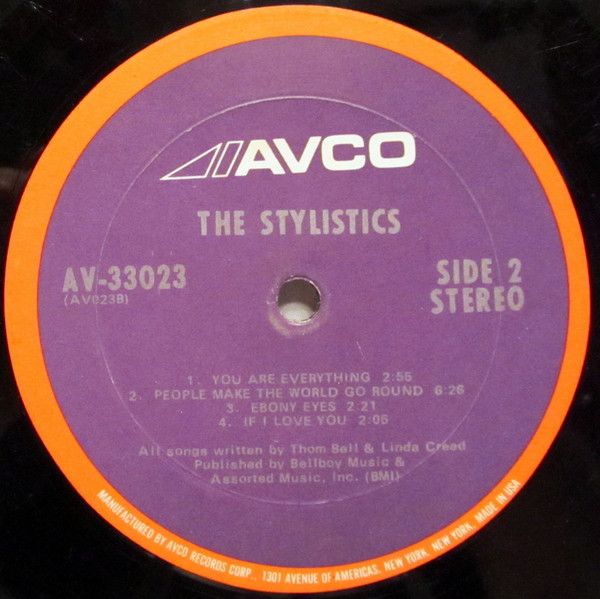 AVCO
THE STYLISTICS
AV-33023
(AV023B)
SIDE 2
STEREO
1. YOU ARE EVERYTHING 2:55
2. PEOPLE MAKE THE WORLD GO ROUND 6:26
3. EBONY EYES 2:21
4. IF I LOVE YOU 2:05
All songs written by Thom Bell & Linda Creed
Published by Bellboy Music &
Assorted Music, Inc. (BMI)
MANUFACTURED BY AVCO RECORDS CORP., 1301 AVENUE OF AMERICAS, NEW YORK, NEW YORK, MADE IN USA